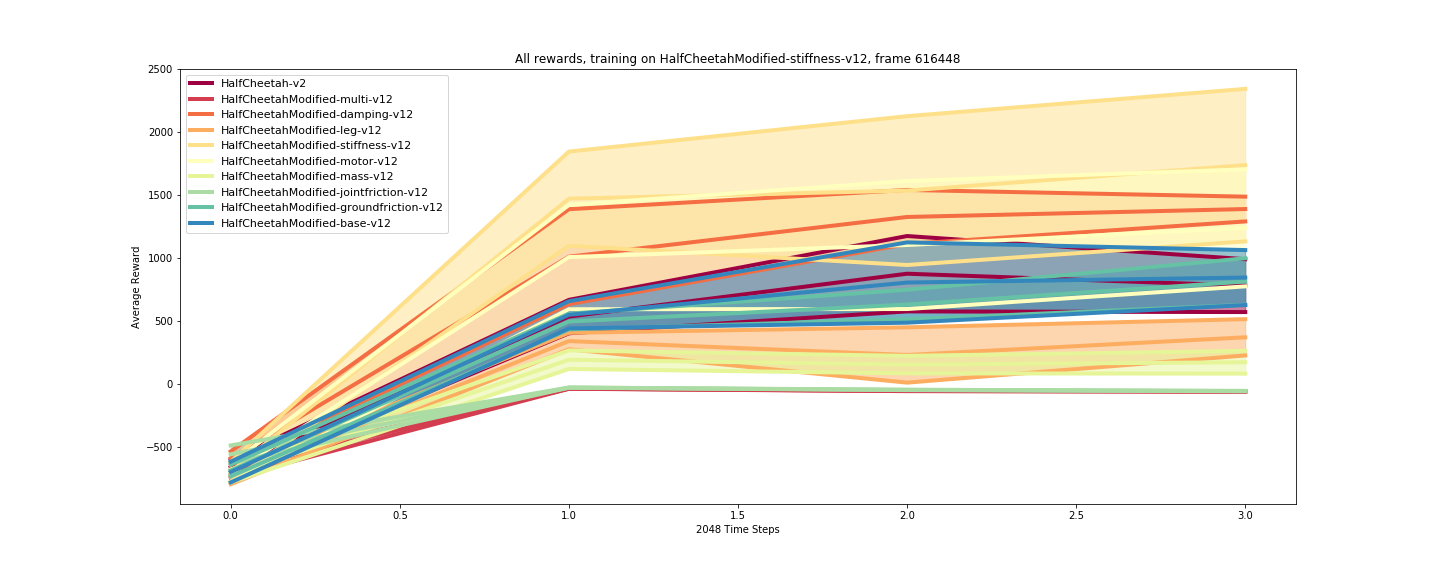 All rewards, training on HalfCheetahModified-stiffness-v12, frame 616448
2500
2000
1500
1000
500
0
−500
Average Reward
HalfCheetah-v2
HalfCheetahModified-multi-v12
HalfCheetahModified-damping-v12
HalfCheetahModified-leg-v12
HalfCheetahModified-stiffness-v12
HalfCheetahModified-motor-v12
HalfCheetahModified-mass-v12
HalfCheetahModified-jointfriction-v12
HalfCheetahModified-groundfriction-v12
HalfCheetahModified-base-v12
0.0 0.5 1.0 1.5 2.0 2.5 3.0
2048 Time Steps